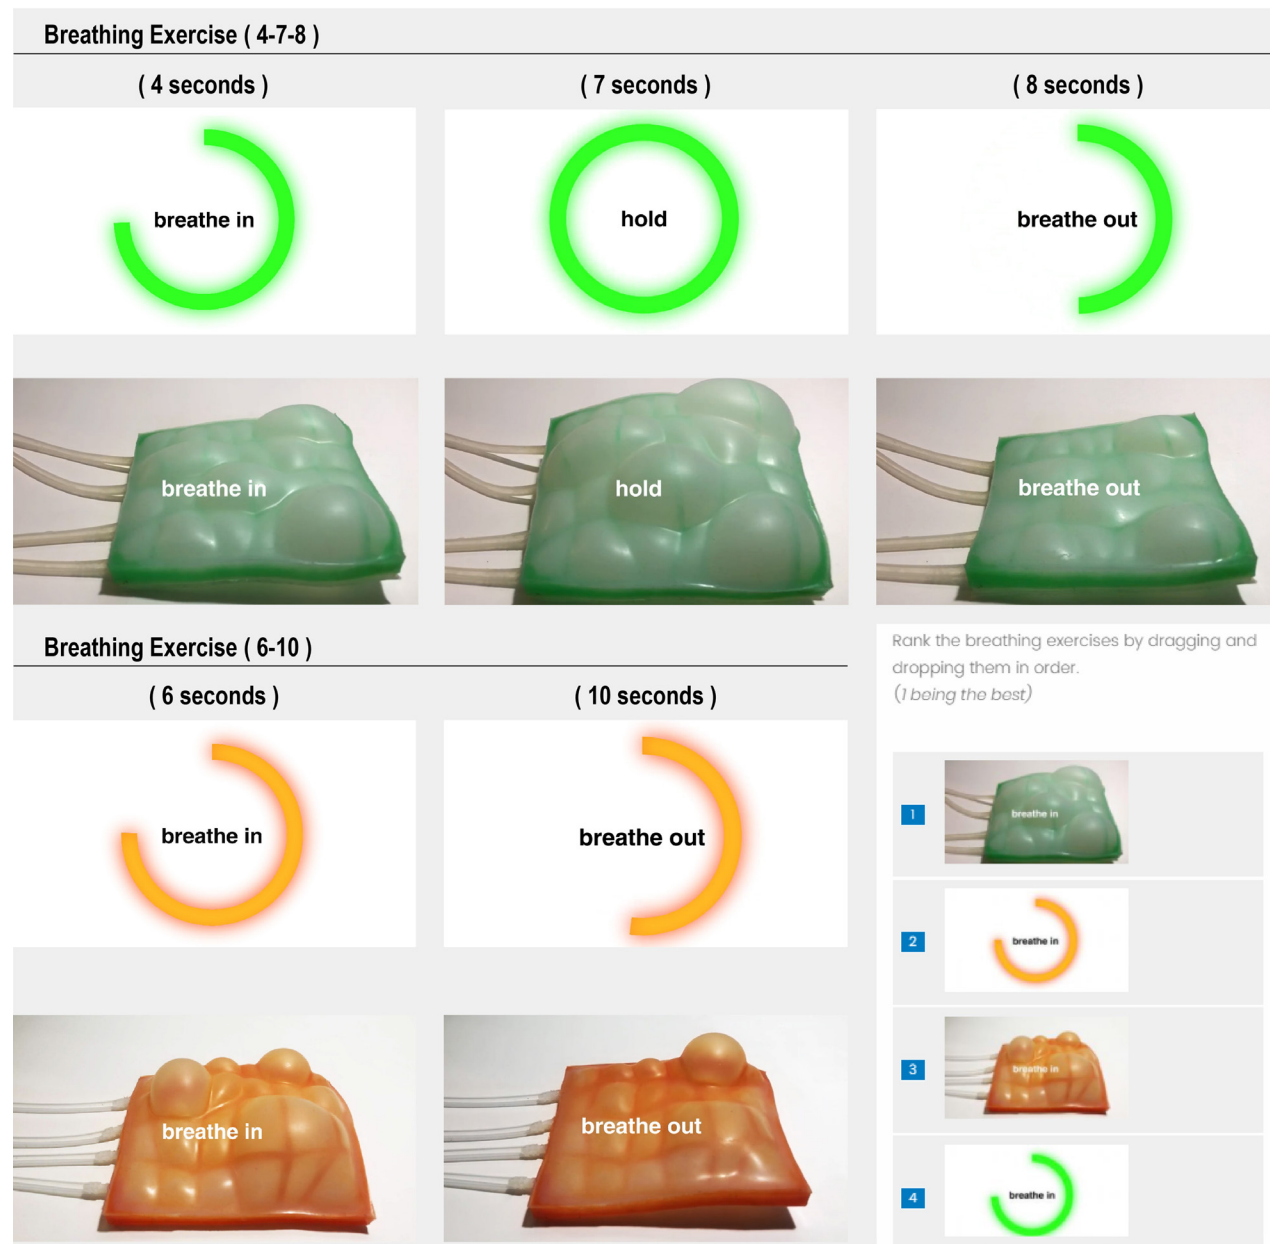 Breathing Exercise ( 4-7-8 )
( 4 seconds )
( 7 seconds )
( 8 seconds )
breathe in
hold
breathe out
breathe in
hold
breathe out
Breathing Exercise ( 6-10 )
( 6 seconds )
( 10 seconds )
breathe in
breathe out
breathe in
breathe out
Rank the breathing exercises by dragging and
dropping them in order.
(1 being the best)
1
breathe in
2
breathe in
3
breathe in
4
breathe in